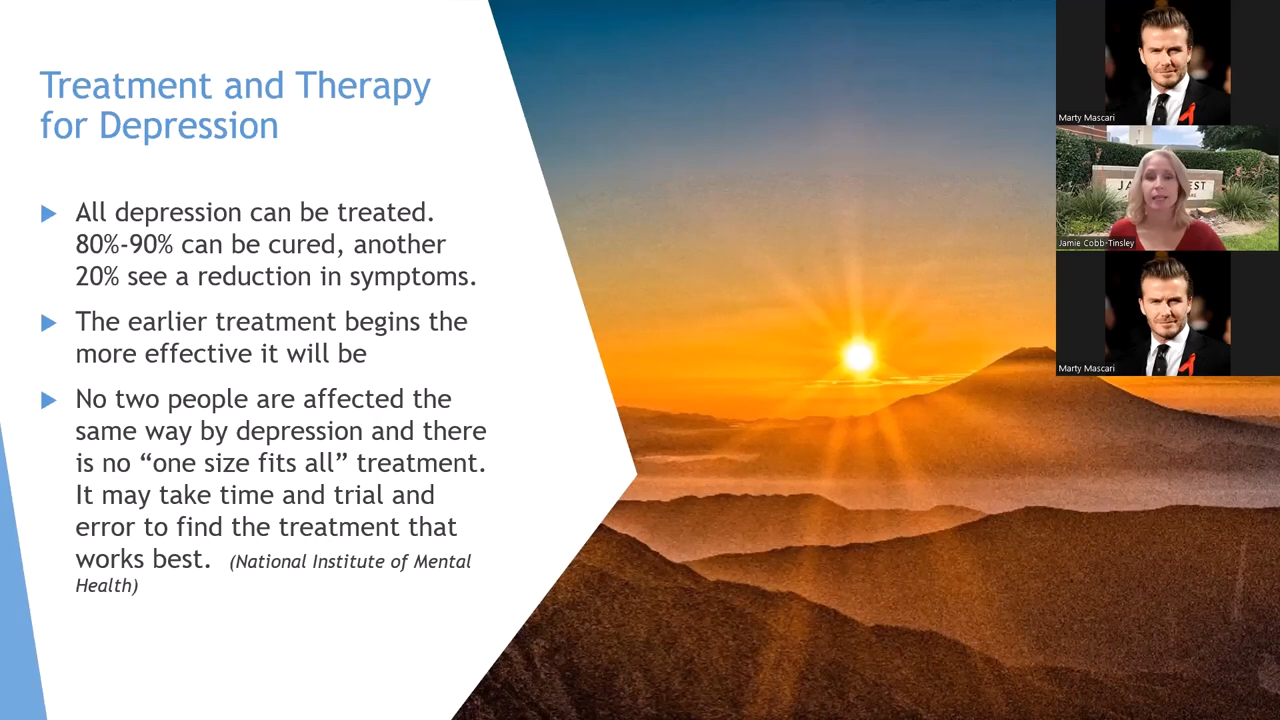 Treatment and Therapy
for Depression
All depression can be treated.
80%-90% can be cured, another
20% see a reduction in symptoms.
The earlier treatment begins the
more effective it will be
No two people are affected the
same way by depression and there
is no “one size fits all” treatment.
It may take time and trial and
error to find the treatment that
works best. (National Institute of Mental
Health)
Marty Mascari
Jamie Cobb-Tinsley
Marty Mascari